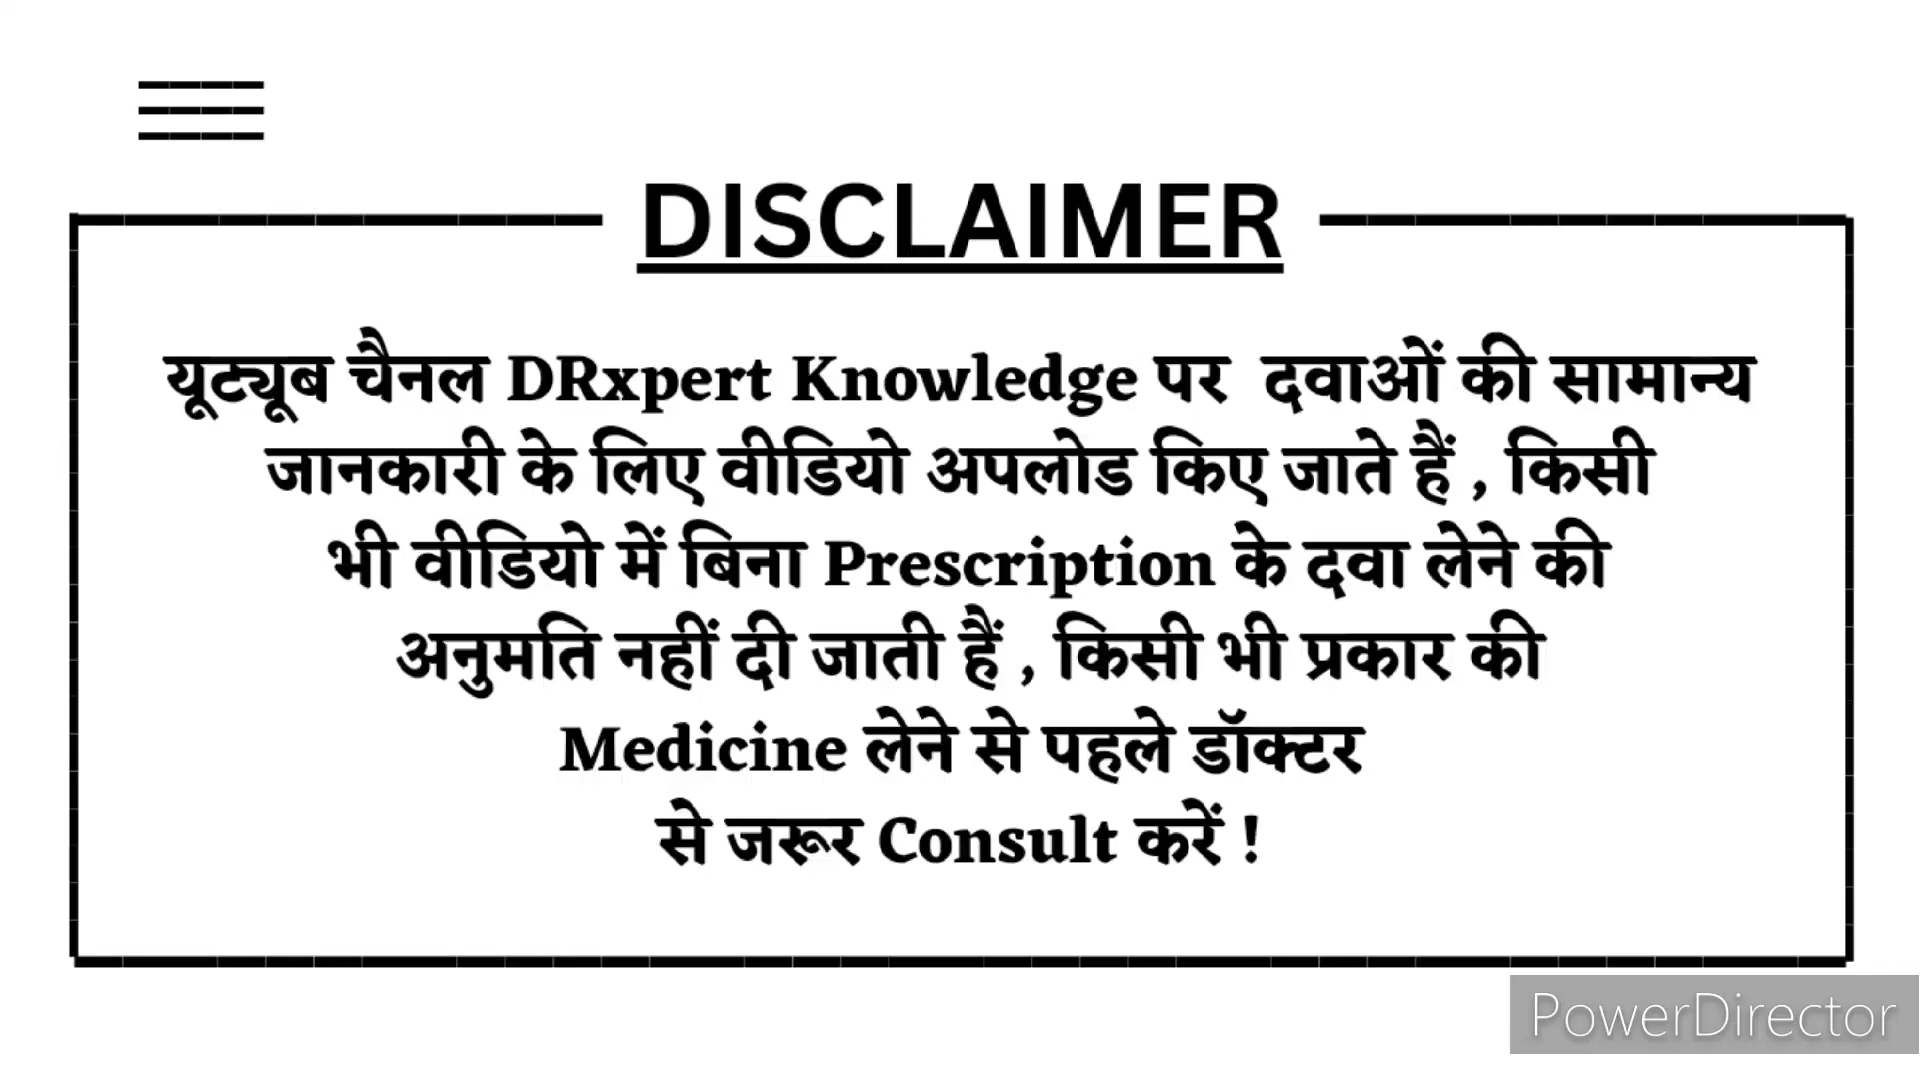 DISCLAIMER
यूट्यूब चैनल DRxpert Knowledge पर दवाओं की सामान्य
जानकारी के लिए वीडियो अपलोड किए जाते हैं , किसी
भी वीडियो में बिना Prescription के दवा लेने की
अनुमति नहीं दी जाती हैं , किसी भी प्रकार की
Medicine लेने से पहले डॉक्टर
से जरूर Consult करें !
PowerDirector